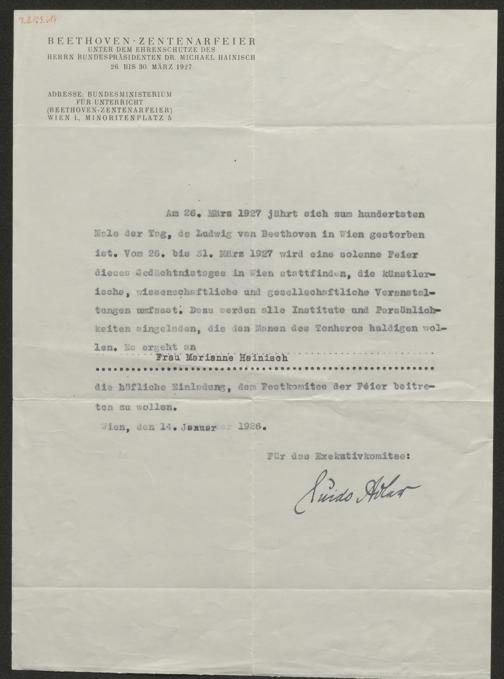 BEETHOVEN-ZENTENARFEIER
UNTER DEM EHRENSCHUTZE DES
HERRN BUNDESPRÄSIDENTEN DR. MICHAEL HAINISCH
26. BIS 30. MÄRZ 1927
ADRESSE: BUNDESMINISTERIUM
FÜR UNTERRICHT
(BEETHOVEN-ZENTARFEIER)
WIEN I., MINORITENPLATZ 5
Am 26. März 1927 jährt sich zum hundertsten
Male der Tag, da Ludwig van Beethoven in Wien gestorben
ist. Vom 26. bis 31. März 1927 wird eine solenne Feier
dieses Gedächtnistages in Wien stattfinden, die künstler-
ische, wissenschaftliche und gesellschaftliche Veranstal-
tungen umfasst. Dazu werden alle Institute und Persönlich-
keiten eingeladen, die den Manen des Tonheros huldigen wol-
len. Es ergeht an
Frau Marianne Hainisch
die höfliche Einladung, dem Festkomitee der Feier beitre-
ten zu wollen.
Wien, den 14. Januar 1926.
Für das Exekutivkomitee:
Guido Adler